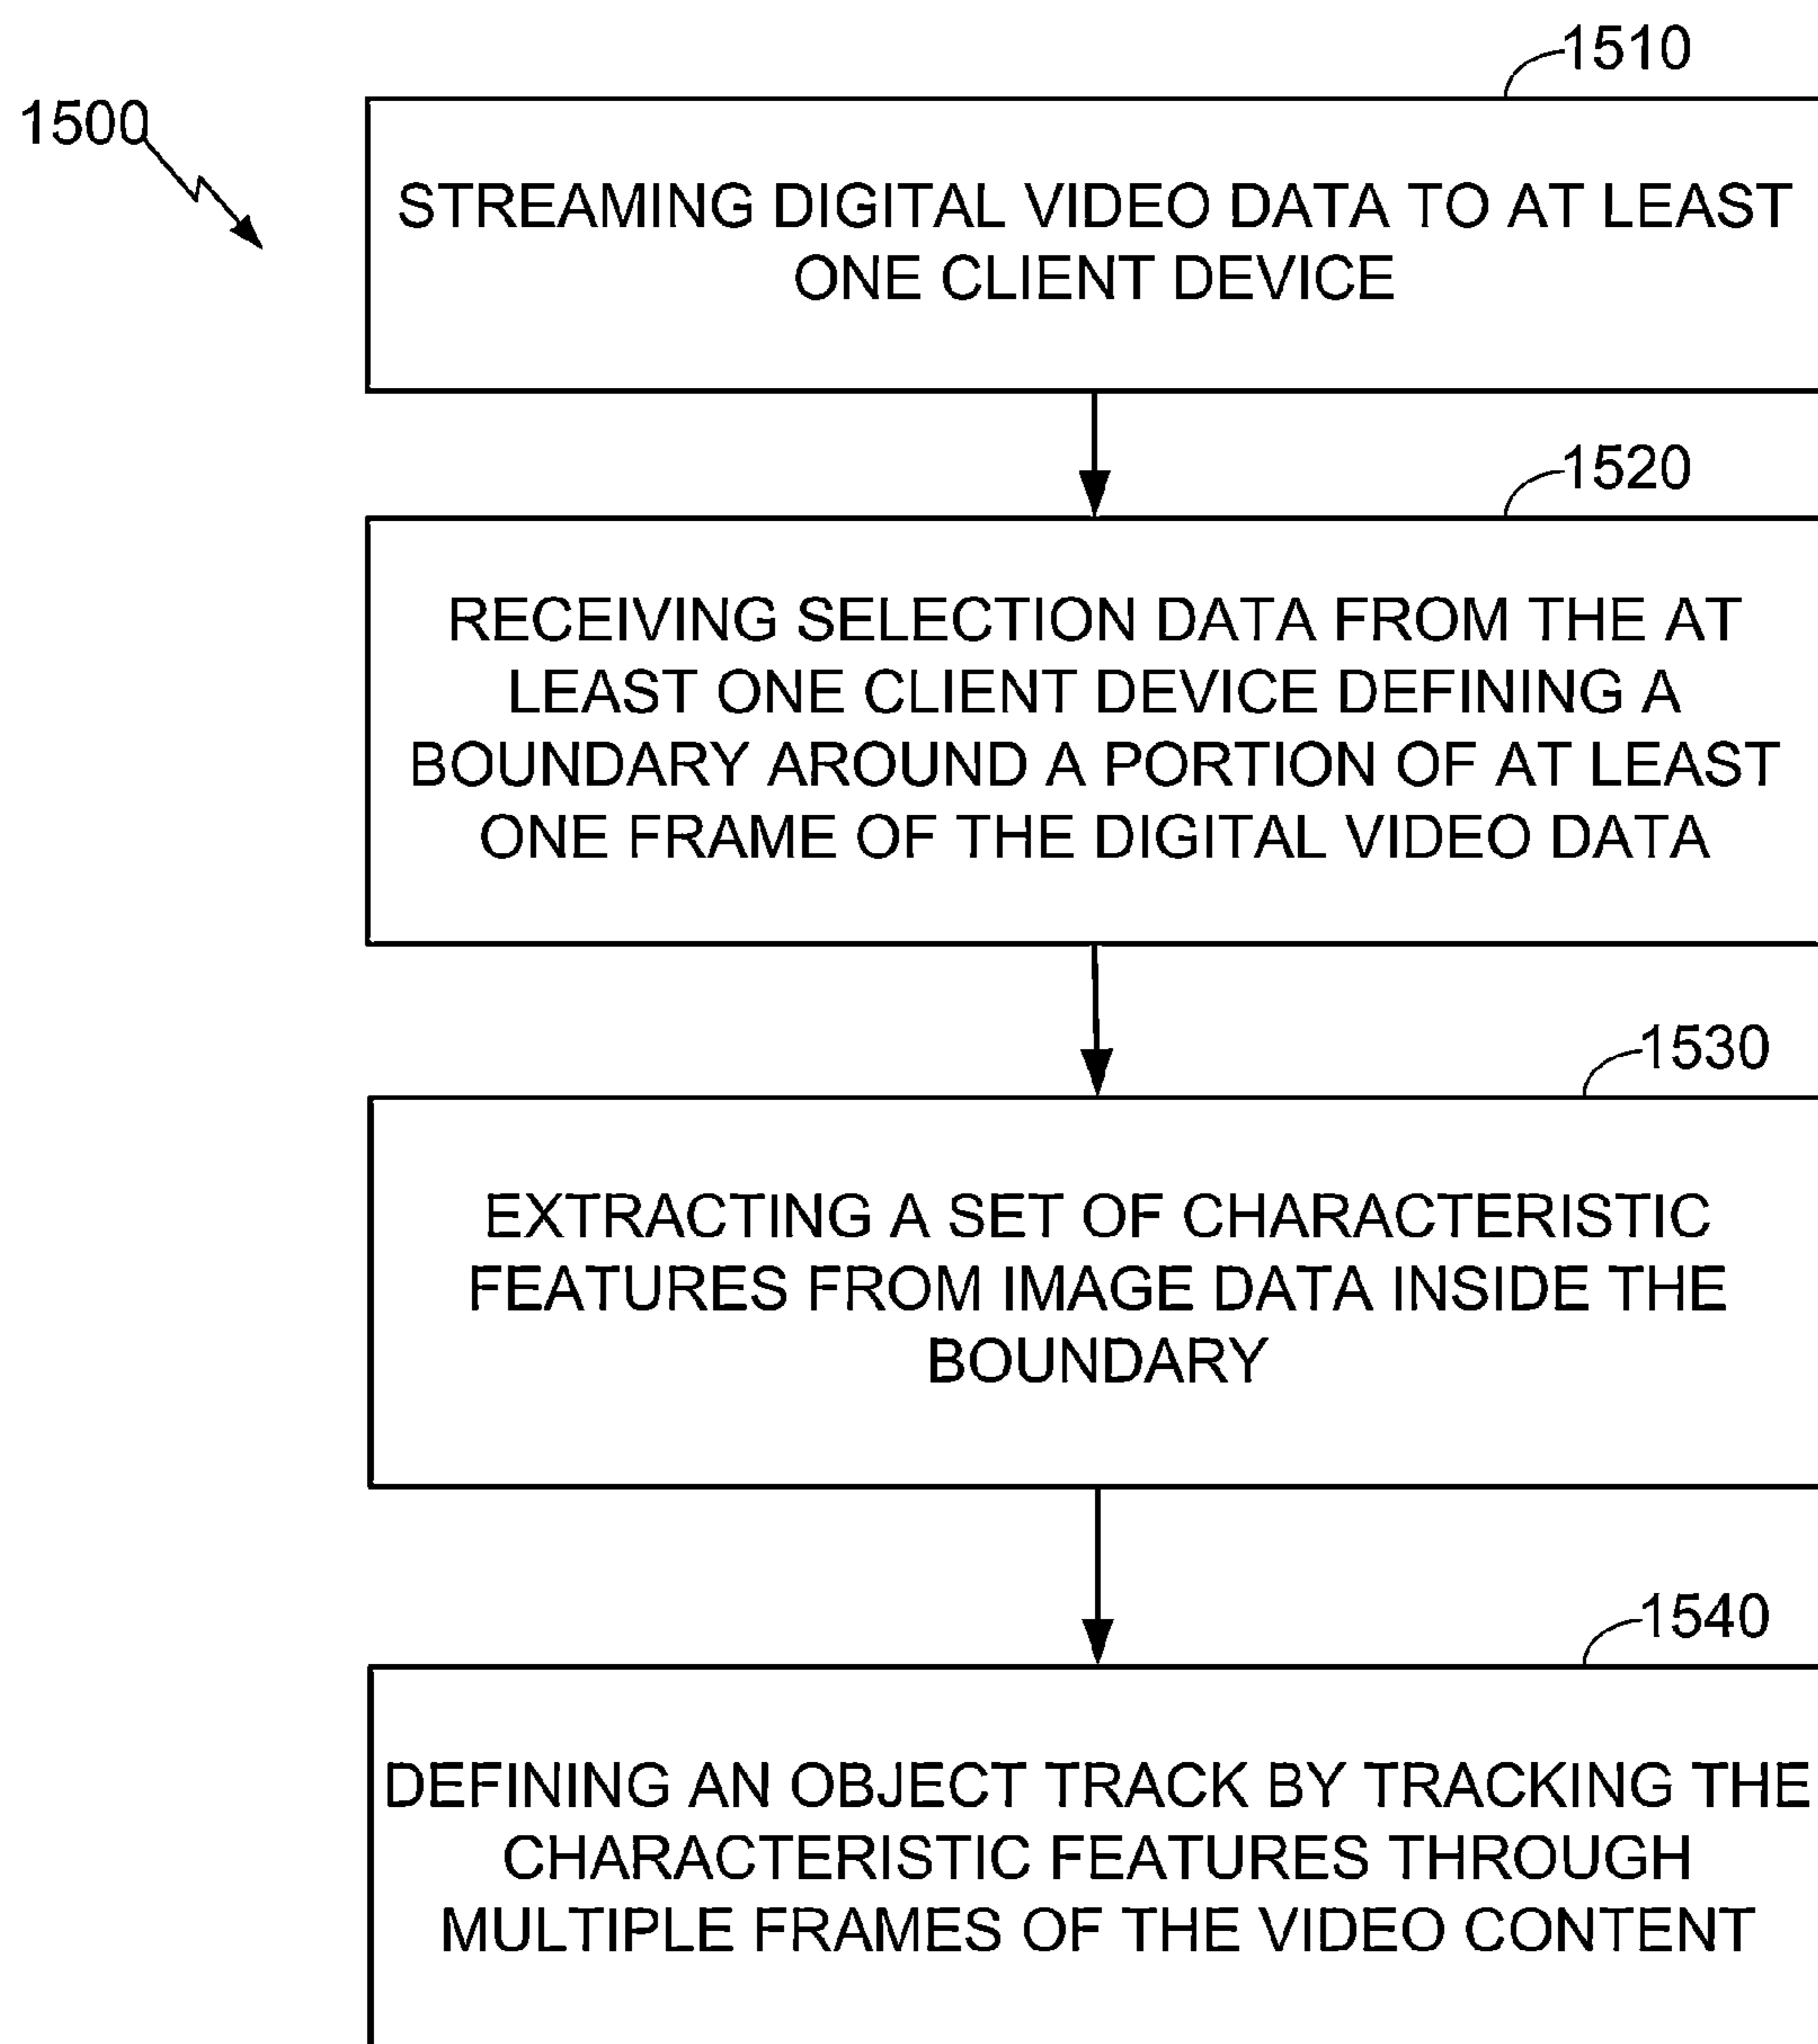 1510
1500
STREAMING DIGITAL VIDEO DATA TO AT LEAST
ONE CLIENT DEVICE
1520
RECEIVING SELECTION DATA FROM THE AT
LEAST ONE CLIENT DEVICE DEFINING A
BOUNDARY AROUND A PORTION OF AT LEAST
ONE FRAME OF THE DIGITAL VIDEO DATA
1530
EXTRACTING A SET OF CHARACTERISTIC
FEATURES FROM IMAGE DATA INSIDE THE
BOUNDARY
1540
DEFINING AN OBJECT TRACK BY TRACKING THE
CHARACTERISTIC FEATURES THROUGH
MULTIPLE FRAMES OF THE VIDEO CONTENT